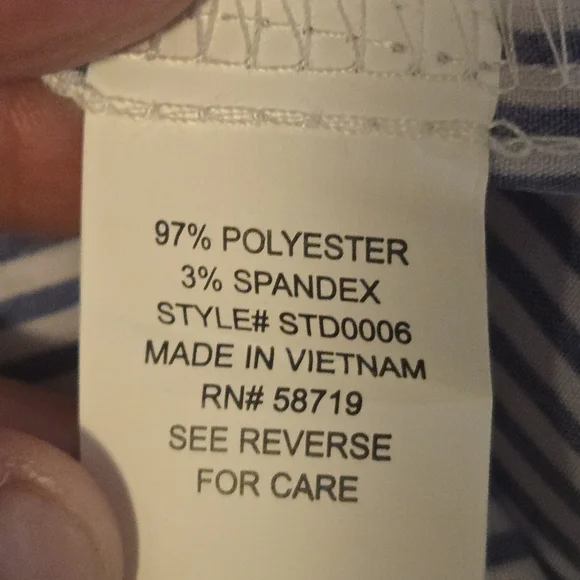 97% POLYESTER
3% SPANDEX
STYLE# STD0006
MADE IN VIETNAM
RN# 58719
SEE REVERSE
FOR CARE